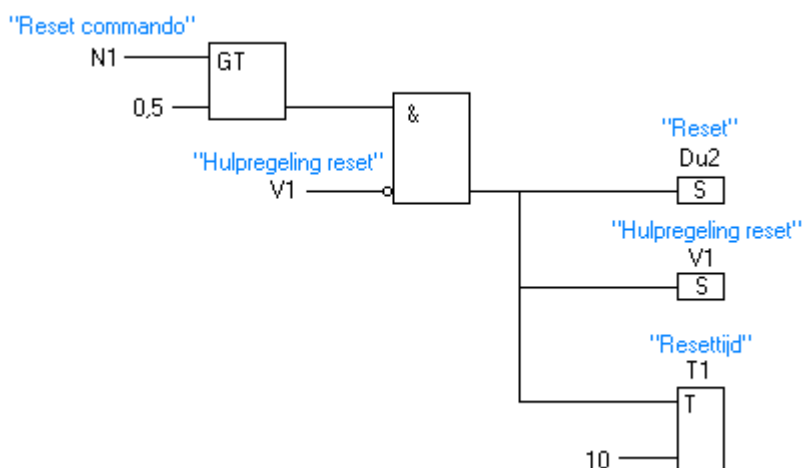 "Reset commando"
N1
GT
0,5
&
"Hulpregeling reset"
V1
"Reset"
Du2
S
"Hulpregeling reset"
V1
S
"Resettijd"
T1
T
10